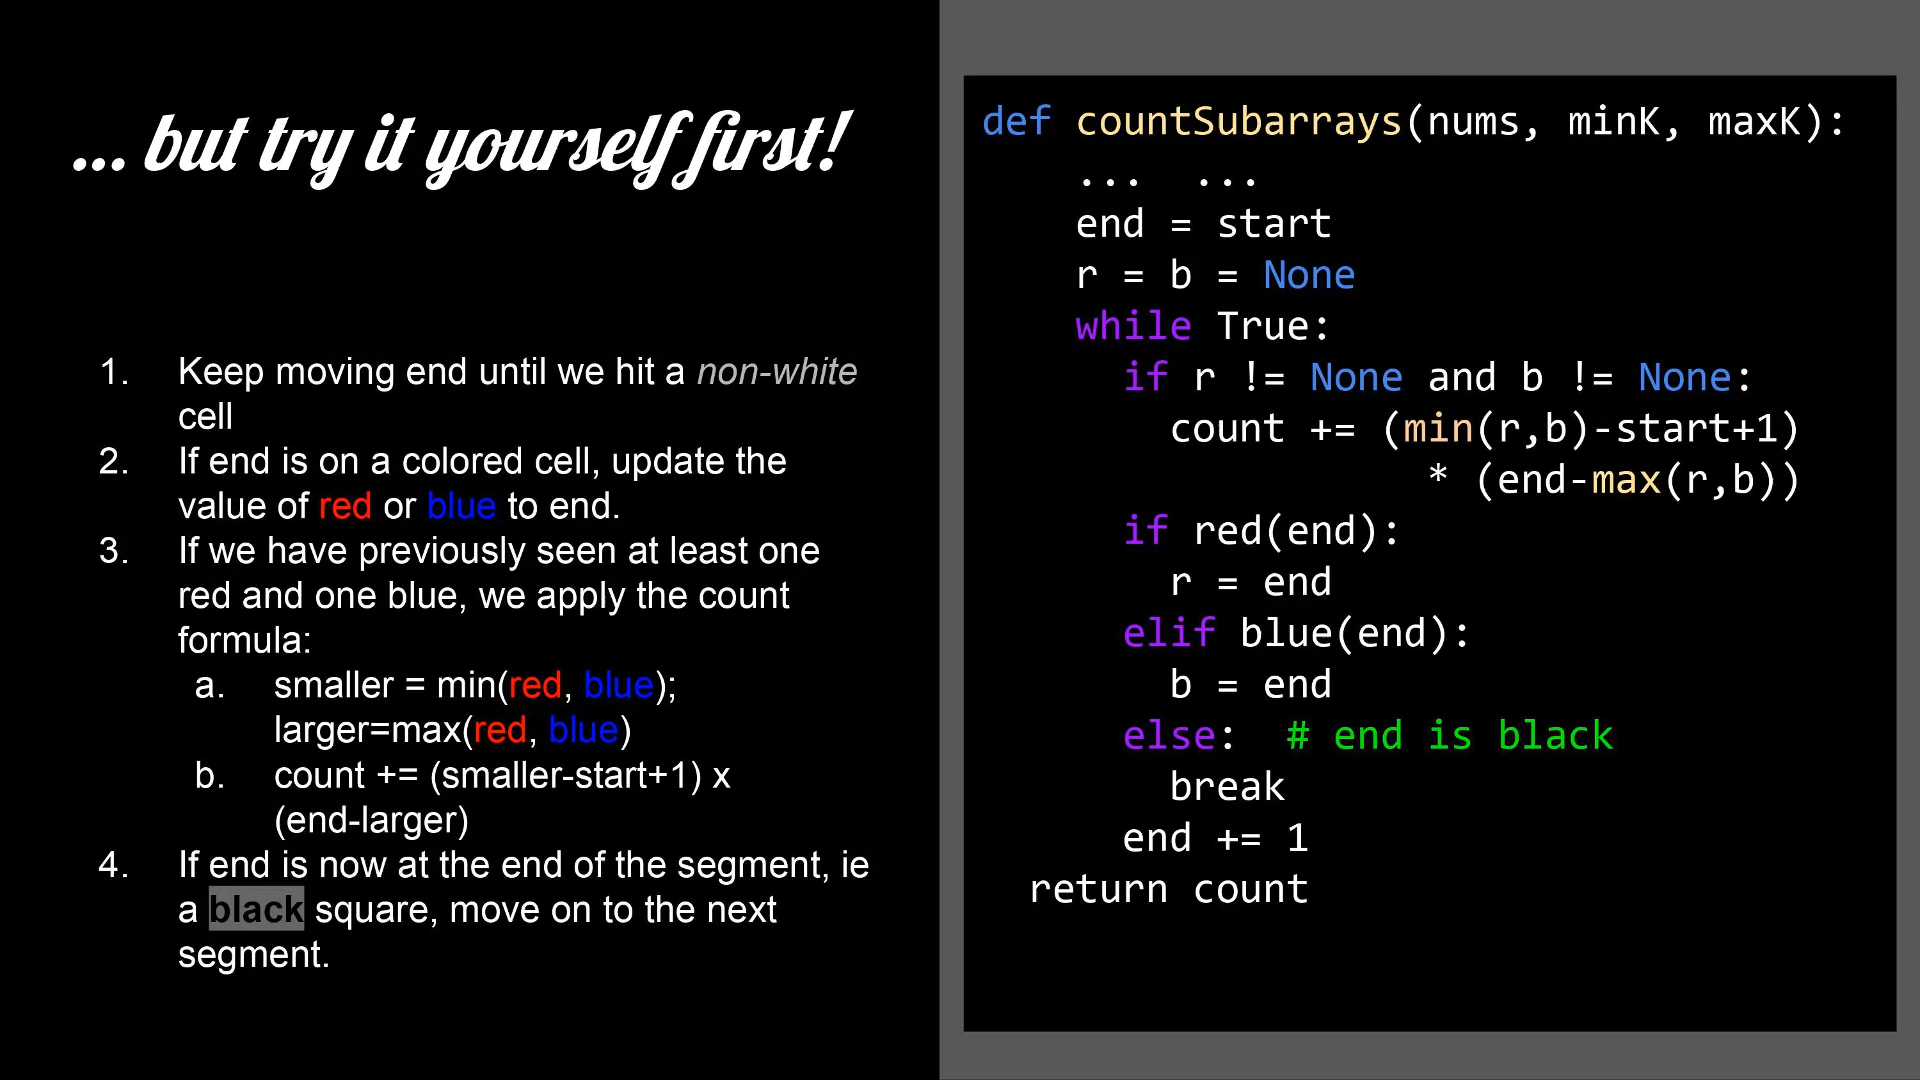 ... but try it yourself first!
1. Keep moving end until we hit a non-white
cell
2. If end is on a colored cell, update the
value of red or blue to end.
3. If we have previously seen at least one
red and one blue, we apply the count
formula:
a. smaller = min(red, blue);
larger=max(red, blue)
b. count += (smaller-start+1) x
(end-larger)
4. If end is now at the end of the segment, ie
a black square, move on to the next
segment.
def countSubarrays(nums, minK, maxK):
... ...
end = start
r = b = None
while True:
if r != None and b != None:
count += (min(r,b)-start+1)
* (end-max(r,b))
if red(end):
r = end
elif blue(end):
b = end
else: # end is black
break
end += 1
return count